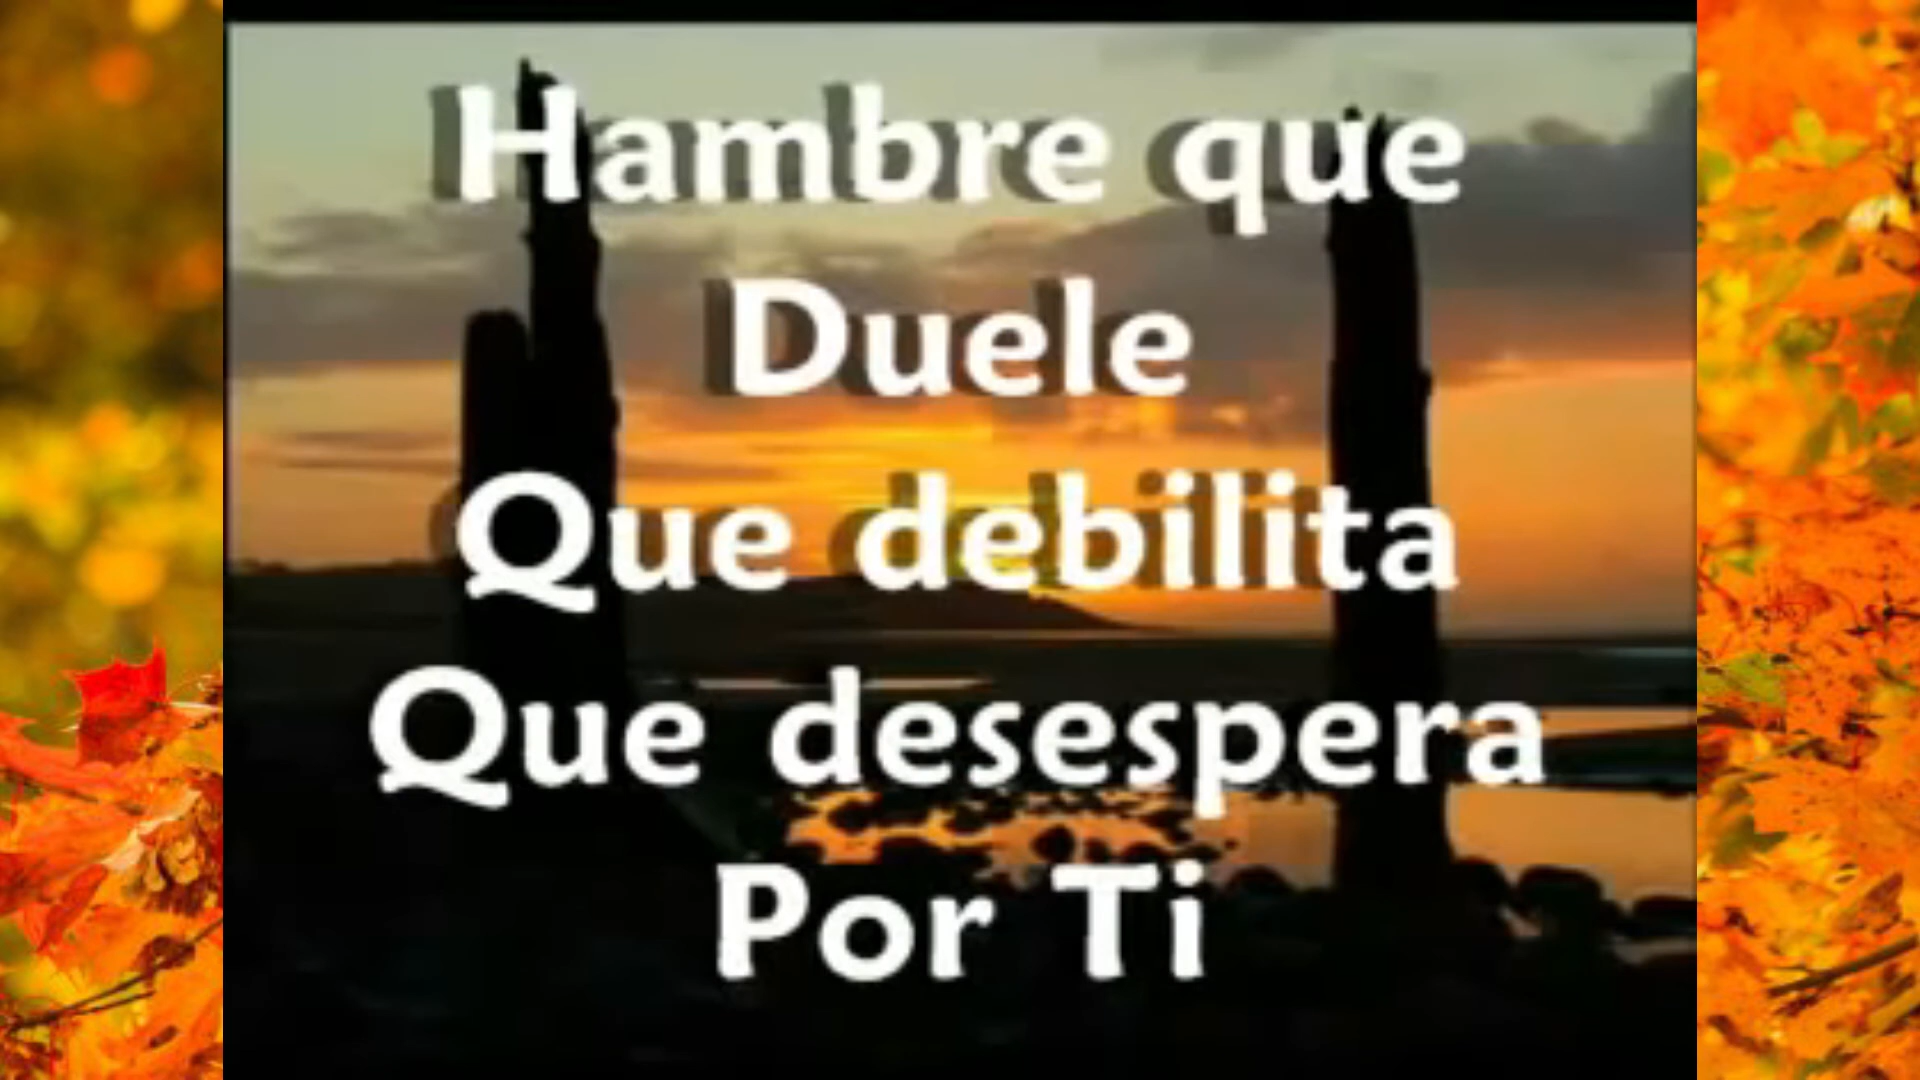 Hambre que
Duele
Que debilita
Que desespera
Por Ti